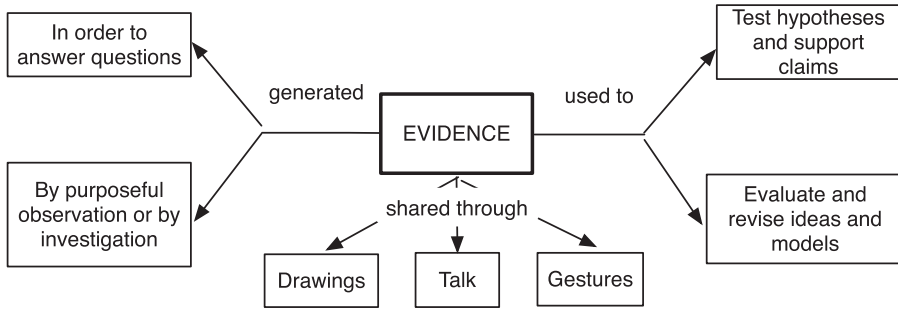 In order to
answer questions
generated
EVIDENCE
used to
Test hypotheses
and support
claims
By purposeful
observation or by
investigation
shared through
Evaluate and
revise ideas and
models
Drawings
Talk
Gestures